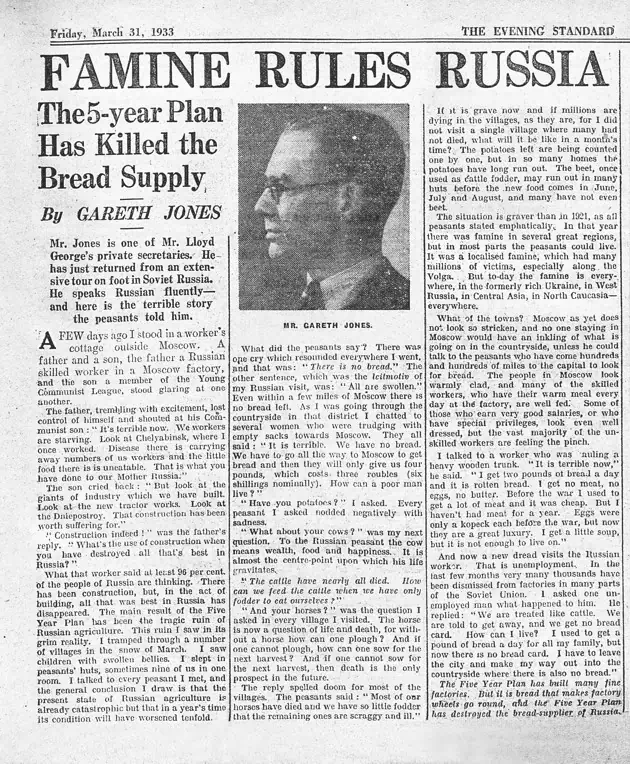 Friday, March 31, 1933
THE EVENING STANDARD
FAMINE RULES RUSSIA
The 5-year Plan
Has Killed the
Bread Supply
By GARETH JONES
Mr. Jones is one of Mr. Lloyd
George's private secretaries. He
has just returned from an exten-
sive tour on foot in Soviet Russia.
He speaks Russian fluently—
and here is the terrible story
the peasants told him.
A FEW days ago I stood in a worker's
cottage outside Moscow. A
father and a son, the father a Russian
skilled worker in a Moscow factory,
and the son a member of the Young
Communist League, stood glaring at one
another.
The father, trembling with excitement, lost
control of himself and shouted at his Com-
munist son: "It's terrible now. We workers
are starving. Look at Chelyabinsk, where I
once worked. Disease there is carrying
away numbers of us workers and the little
food there is is uneatable. That is what you
have done to our Mother Russia."
The son cried back: "But look at the
giants of industry which we have built.
Look at the new tractor works. Look at
the Dniepostroy. That construction has been
worth suffering for."
"Construction indeed!" was the father's
reply. "What's the use of construction when
you have destroyed all that's best in
Russia?"
What that worker said at least 96 per cent.
of the people of Russia are thinking. There
has been construction, but, in the act of
building, all that was best in Russia has
disappeared. The main result of the Five
Year Plan has been the tragic ruin of
Russian agriculture. This ruin I saw in its
grim reality. I tramped through a number
of villages in the snow of March. I saw
children with swollen bellies. I slept in
peasants' huts, sometimes nine of us in one
room. I talked to every peasant I met, and
the general conclusion I draw is that the
present state of Russian agriculture is
already catastrophic but that in a year's time
its condition will have worsened tenfold.
MR. GARETH JONES.
What did the peasants say? There was
one cry which resounded everywhere I went,
and that was: "There is no bread." The
other sentence, which was the leitmotiv of
my Russian visit, was: "All are swollen."
Even within a few miles of Moscow there is
no bread left. As I was going through the
countryside in that district I chatted to
several women who were trudging with
empty sacks towards Moscow. They all
said: "It is terrible. We have no bread.
We have to go all the way to Moscow to get
bread and then they will only give us four
pounds, which costs three roubles (six
shillings nominally). How can a poor man
live?"
"Have you potatoes?" I asked. Every
peasant I asked nodded negatively with
sadness.
"What about your cows?" was my next
question. To the Russian peasant the cow
means wealth, food and happiness. It is
almost the centre-point upon which his life
gravitates.
"The cattle have nearly all died. How
can we feed the cattle when we have only
fodder to eat ourselves?"
"And your horses?" was the question I
asked in every village I visited. The horse
is now a question of life and death, for with-
out a horse how can one plough? And if
one cannot plough, how can one sow for the
next harvest? And if one cannot sow for
the next harvest, then death is the only
prospect in the future.
The reply spelled doom for most of the
villages. The peasants said: "Most of our
horses have died and we have so little fodder
that the remaining ones are scraggy and ill."
If it is grave now and if millions are
dying in the villages, as they are, for I did
not visit a single village where many had
not died, what will it be like in a month's
time? The potatoes left are being counted
one by one, but in so many homes the
potatoes have long run out. The beet, once
used as cattle fodder, may run out in many
huts before the new food comes in June,
July and August, and many have not even
beet.
The situation is graver than in 1921, as all
peasants stated emphatically. In that year
there was famine in several great regions,
but in most parts the peasants could live.
It was a localised famine, which had many
millions of victims, especially along the
Volga. But to-day the famine is every-
where, in the formerly rich Ukraine, in West
Russia, in Central Asia, in North Caucasia—
everywhere.
What of the towns? Moscow as yet does
not look so stricken, and no one staying in
Moscow would have an inkling of what is
going on in the countryside, unless he could
talk to the peasants who have come hundreds
and hundreds of miles to the capital to look
for bread. The people in Moscow look
warmly clad, and many of the skilled
workers, who have their warm meal every
day at the factory, are well fed. Some of
those who earn very good salaries, or who
have special privileges, look even well
dressed, but the vast majority of the un-
skilled workers are feeling the pinch.
I talked to a worker who was hauling a
heavy wooden trunk. "It is terrible now,"
he said. "I get two pounds of bread a day
and it is rotten bread. I get no meat, no
eggs, no butter. Before the war I used to
get a lot of meat and it was cheap. But I
haven't had meat for a year. Eggs were
only a kopeck each before the war, but now
they are a great luxury. I get a little soup,
but it is not enough to live on."
And now a new dread visits the Russian
worker. That is unemployment. In the
last few months very many thousands have
been dismissed from factories in many parts
of the Soviet Union. I asked one un-
employed man what happened to him. He
replied: "We are treated like cattle. We
are told to get away, and we get no bread
card. How can I live? I used to get a
pound of bread a day for all my family, but
now there is no bread card. I have to leave
the city and make my way out into the
countryside where there is also no bread."
The Five Year Plan has built many fine
factories. But it is bread that makes factory
wheels go round, and the Five Year Plan
has destroyed the bread-supplier of Russia.